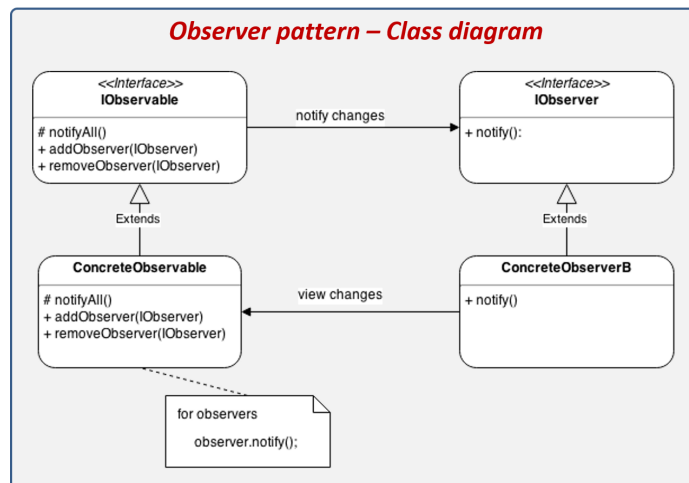 Observer pattern – Class diagram
<<Interface>>
IObservable
# notifyAll()
+ addObserver(IObserver)
+ removeObserver(IObserver)
notify changes
<<Interface>>
IObserver
+ notify():
Extends
Extends
ConcreteObservable
# notifyAll()
+ addObserver(IObserver)
+ removeObserver(IObserver)
view changes
ConcreteObserverB
+ notify()
for observers
observer.notify();